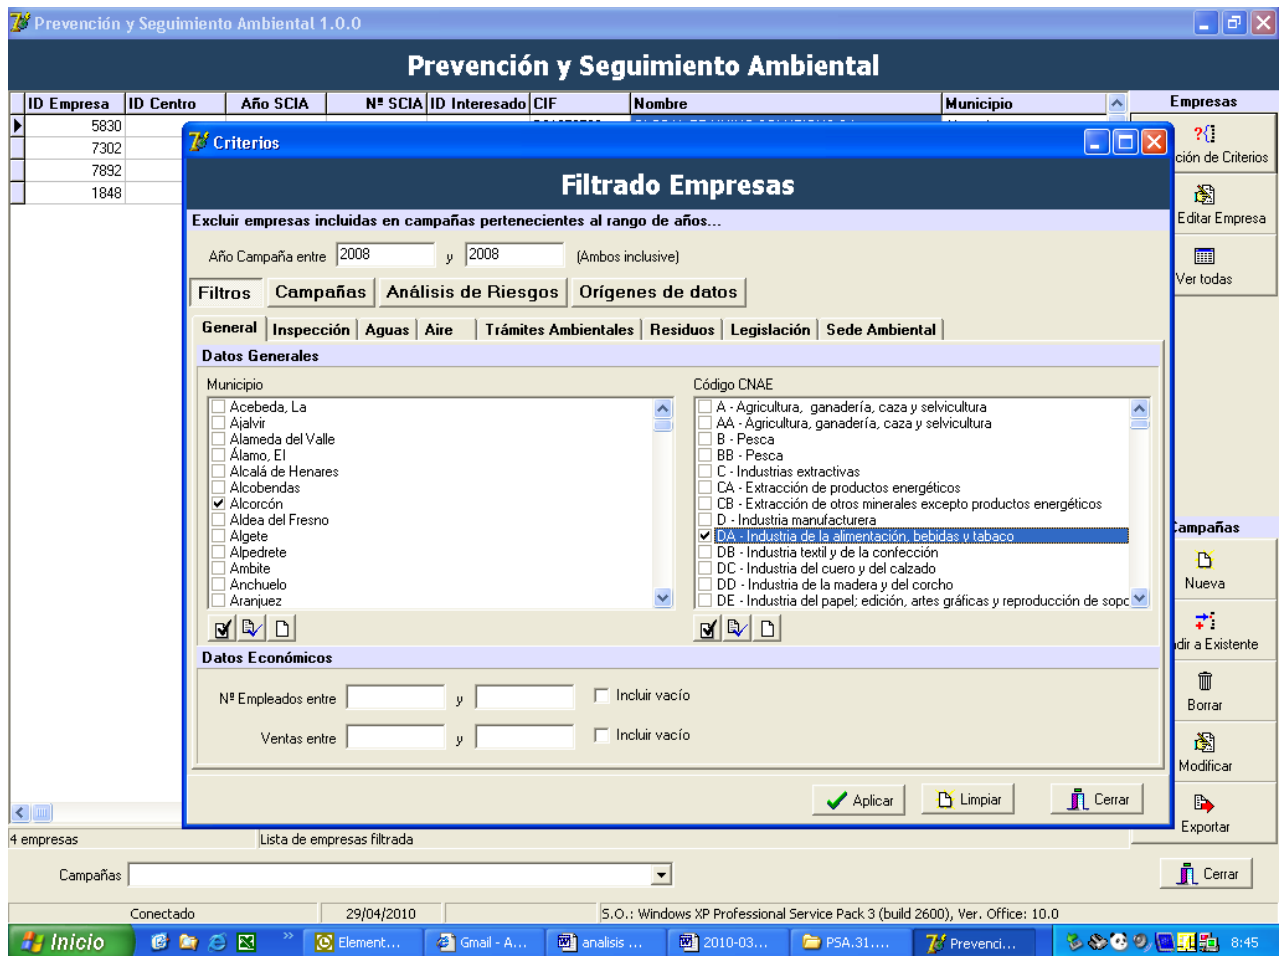 Prevención y Seguimiento Ambiental 1.0.0
Prevención y Seguimiento Ambiental
ID Empresa ID Centro Año SCIA Nº SCIA ID Interesado CIF Nombre Municipio Empresas
5830
7302
7892
1848
ción de Criterios
Editar Empresa
Ver todas
Criterios
Filtrado Empresas
Excluir empresas incluidas en campañas pertenecientes al rango de años...
Año Campaña entre 2008 y 2008 (Ambos inclusive)
Filtros Campañas Análisis de Riesgos Orígenes de datos
General Inspección Aguas Aire Trámites Ambientales Residuos Legislación Sede Ambiental
Datos Generales
Municipio
Acebeda, La
Ajalvir
Alameda del Valle
Álamo, El
Alcalá de Henares
Alcobendas
Alcorcón
Aldea del Fresno
Algete
Alpedrete
Ambite
Anchuelo
Aranjuez
Código CNAE
A - Agricultura, ganadería, caza y selvicultura
AA - Agricultura, ganadería, caza y selvicultura
B - Pesca
BB - Pesca
C - Industrias extractivas
CA - Extracción de productos energéticos
CB - Extracción de otros minerales excepto productos energéticos
D - Industria manufacturera
DA - Industria de la alimentación, bebidas y tabaco
DB - Industria textil y de la confección
DC - Industria del cuero y del calzado
DD - Industria de la madera y del corcho
DE - Industria del papel; edición, artes gráficas y reproducción de sopc
Datos Económicos
Nº Empleados entre y Incluir vacío
Ventas entre y Incluir vacío
Aplicar Limpiar Cerrar
Campañas
Nueva
dir a Existente
Borrar
Modificar
Exportar
4 empresas Lista de empresas filtrada
Campañas Cerrar
Conectado 29/04/2010 S.O.: Windows XP Professional Service Pack 3 (build 2600), Ver. Office: 10.0
Inicio » Element... Gmail - A... analisis ... 2010-03... PSA.31.... Prevenci... 8:45